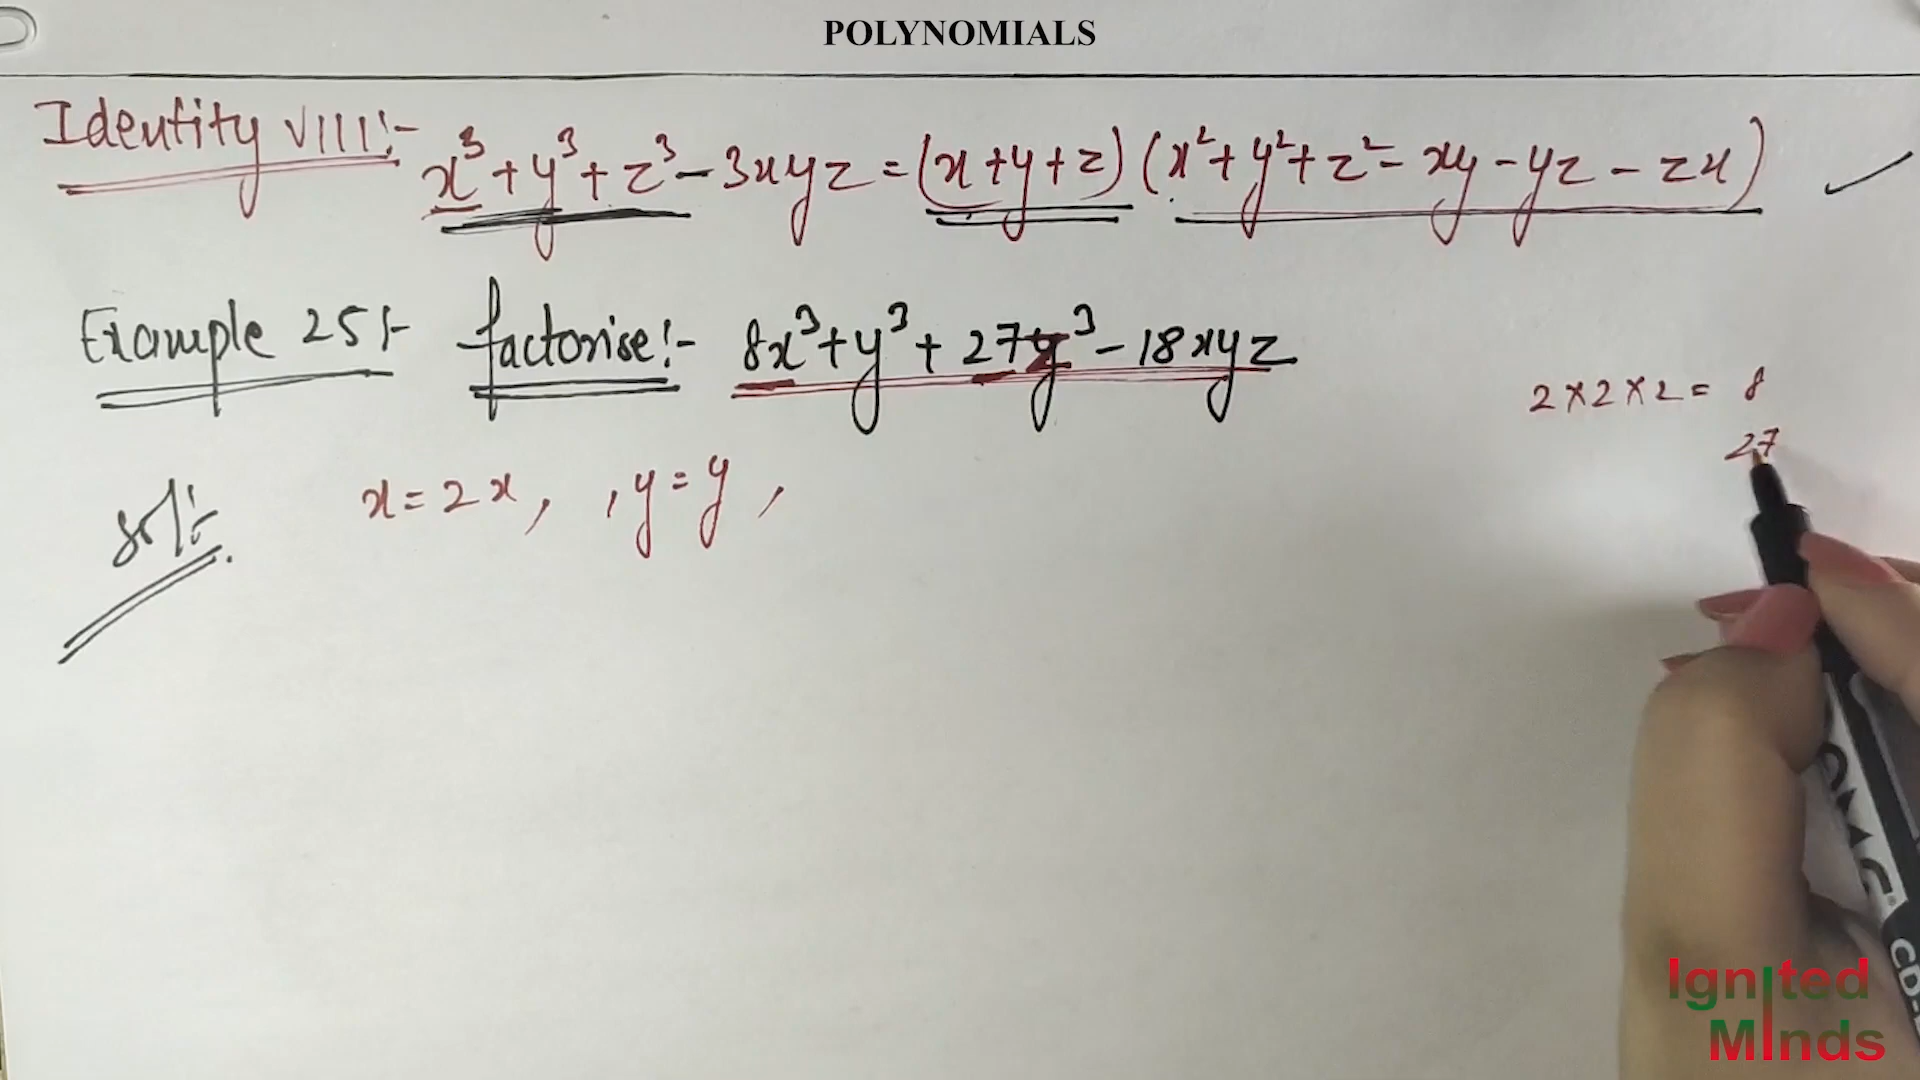 POLYNOMIALS
Identity VIII:- x³ + y³ + z³ - 3xyz = (x + y + z) (x² + y² + z² - xy - yz - zx)
Example 25:- factorise:- 8x³ + y³ + 27z³ - 18xyz
2 × 2 × 2 = 8
27
sol:- x = 2x, , y = y,
Ignited
Minds